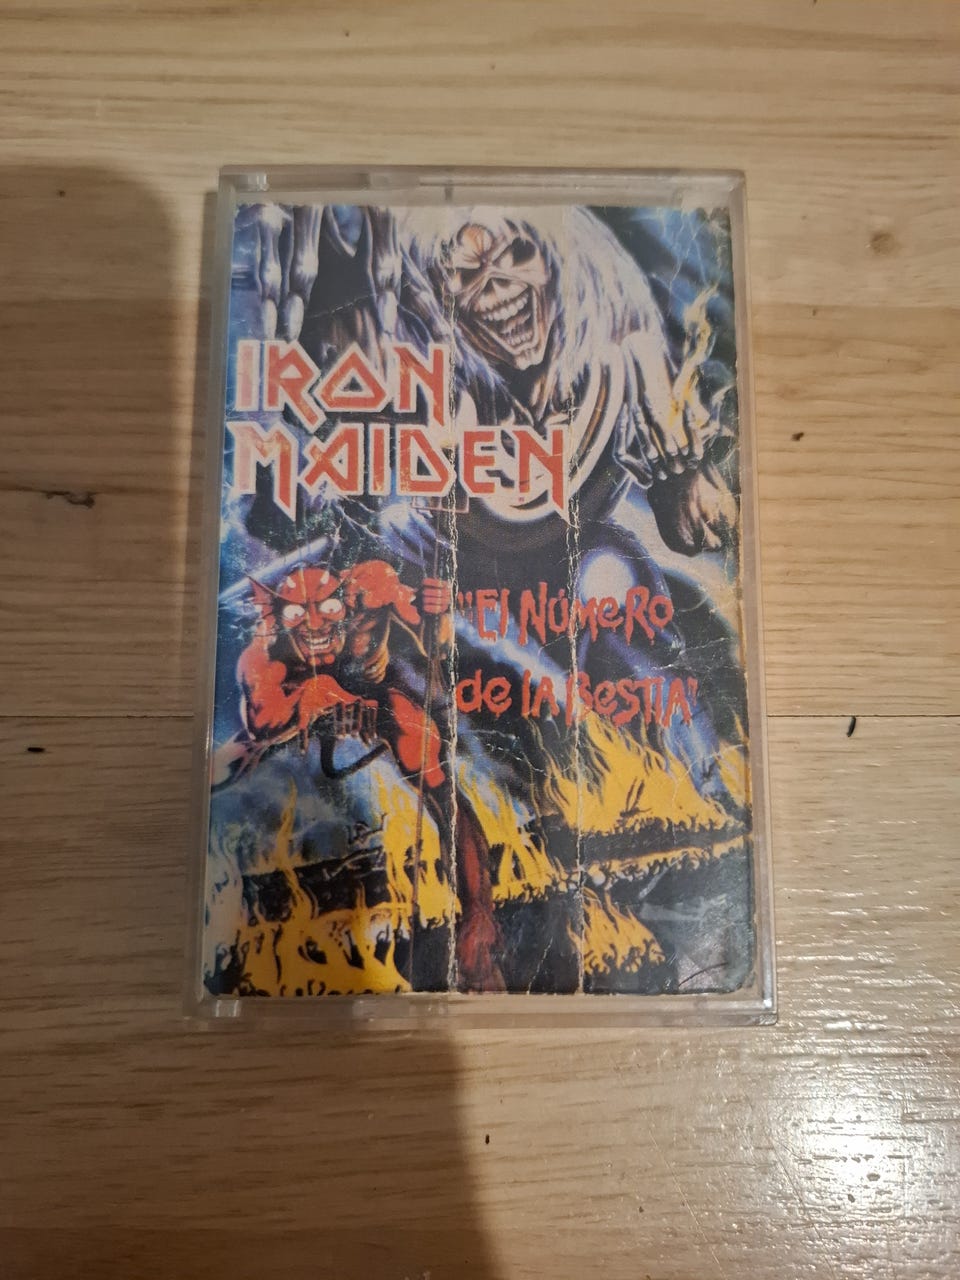 IRON
MAIDEN
"El NÚMeRo
de lA BeSTIA"